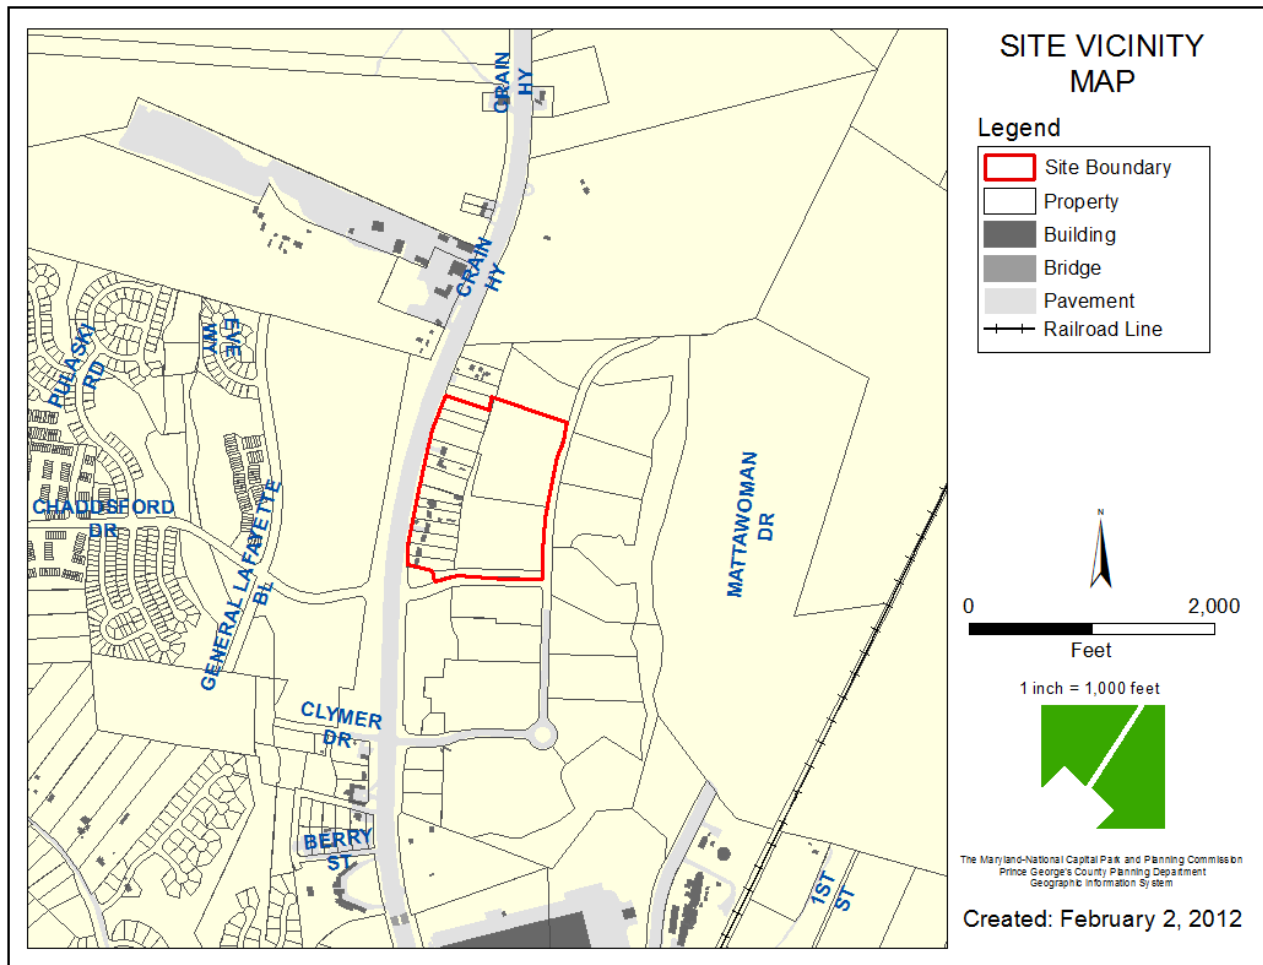 SITE VICINITY
MAP
Legend
Site Boundary
Property
Building
Bridge
Pavement
Railroad Line
CRAIN
HY
CRAIN
HY
PULASKI
RD
EVE
WY
CHADDSFORD
DR
GENERAL LAFAYETTE
BL
MATTAWOMAN
DR
CLYMER
DR
BERRY
ST
1ST
ST
N
0 2,000
Feet
1 inch = 1,000 feet
The Maryland-National Capital Park and Planning Commission
Prince George's County Planning Department
Geographic Information System
Created: February 2, 2012